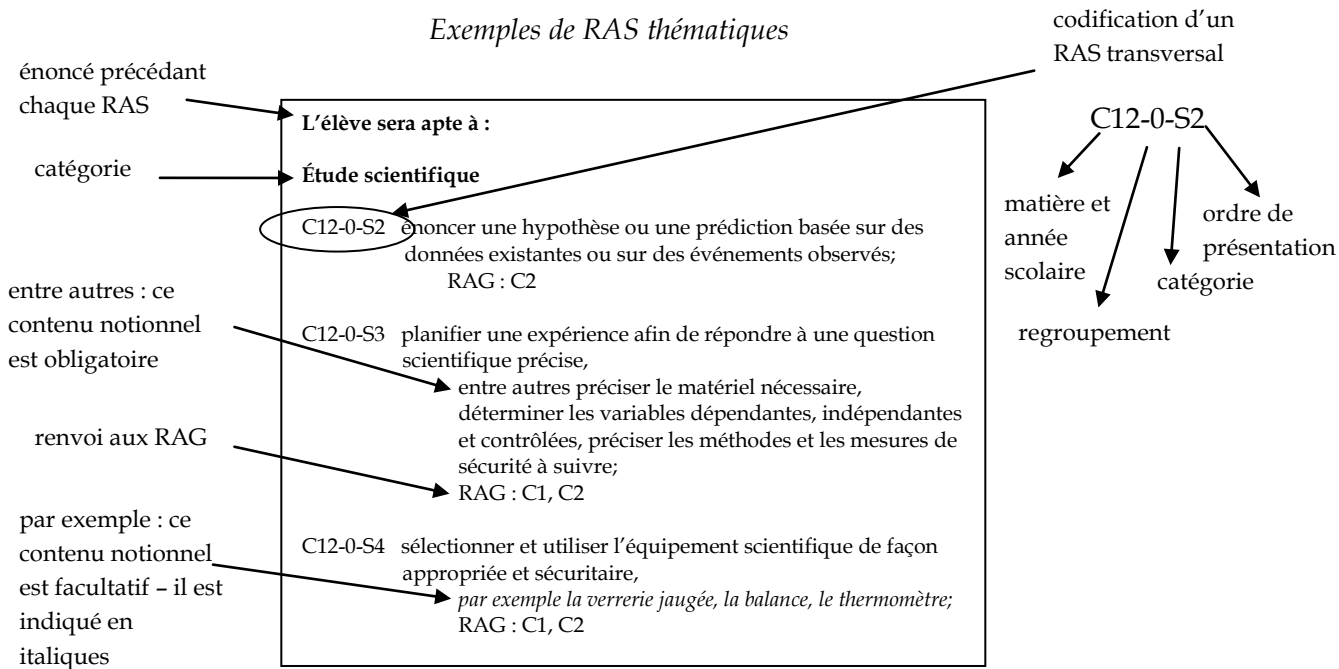 Exemples de RAS thématiques
codification d’un
RAS transversal
énoncé précédant
chaque RAS
catégorie
entre autres : ce
contenu notionnel
est obligatoire
renvoi aux RAG
par exemple : ce
contenu notionnel
est facultatif – il est
indiqué en
italiques
L’élève sera apte à :
Étude scientifique
C12-0-S2 énoncer une hypothèse ou une prédiction basée sur des
données existantes ou sur des événements observés;
RAG : C2
C12-0-S3 planifier une expérience afin de répondre à une question
scientifique précise,
entre autres préciser le matériel nécessaire,
déterminer les variables dépendantes, indépendantes
et contrôlées, préciser les méthodes et les mesures de
sécurité à suivre;
RAG : C1, C2
C12-0-S4 sélectionner et utiliser l’équipement scientifique de façon
appropriée et sécuritaire,
par exemple la verrerie jaugée, la balance, le thermomètre;
RAG : C1, C2
C12-0-S2
matière et
année
scolaire
regroupement
catégorie
ordre de
présentation